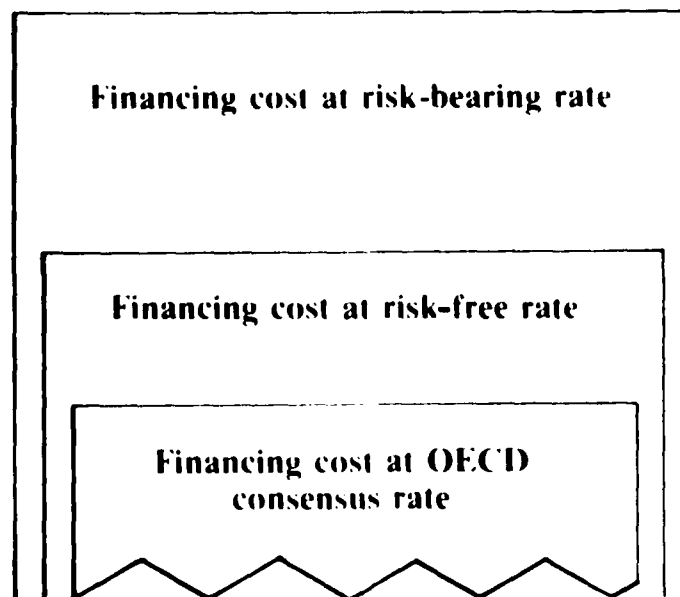 Financing cost at risk-bearing rate
Financing cost at risk-free rate
Financing cost at OECD
consensus rate